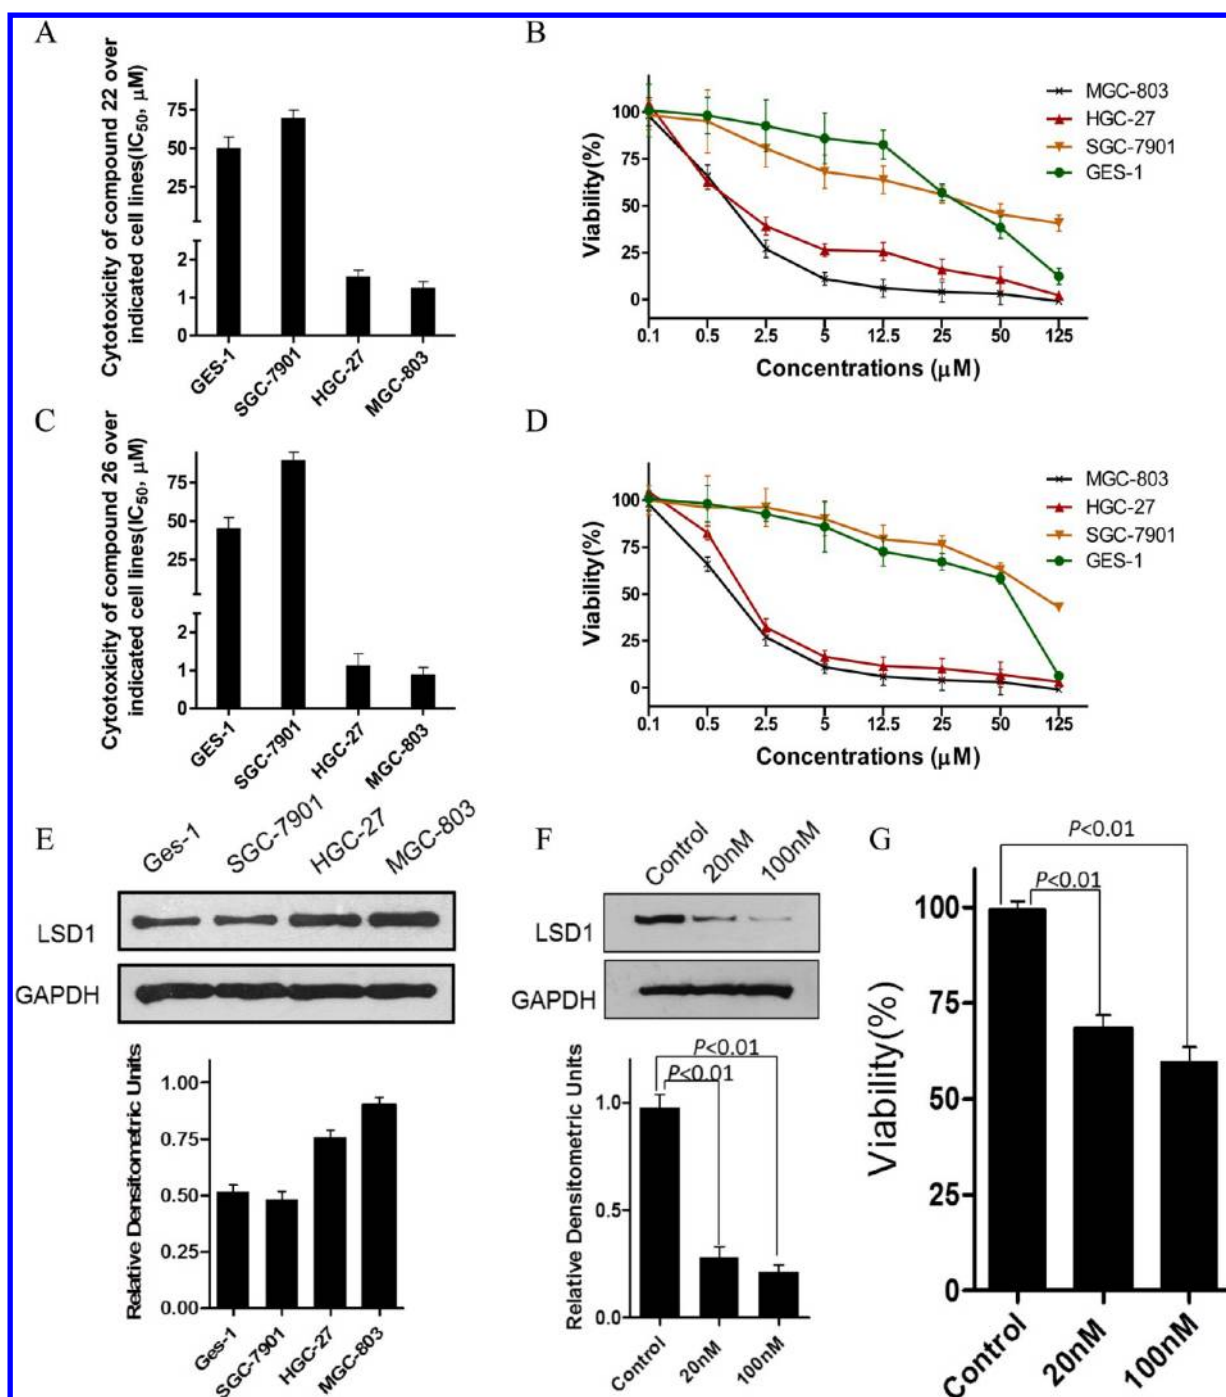 A
Cytotoxicity of compound 22 over
indicated cell lines(IC50, μM)
75
50
25
2
1
0
GES-1
SGC-7901
HGC-27
MGC-803
B
Viability(%)
100
75
50
25
0
0.1
0.5
2.5
5
12.5
25
50
125
Concentrations (μM)
MGC-803
HGC-27
SGC-7901
GES-1
C
Cytotoxicity of compound 26 over
indicated cell lines(IC50, μM)
75
50
25
2
1
0
GES-1
SGC-7901
HGC-27
MGC-803
D
Viability(%)
100
75
50
25
0
0.1
0.5
2.5
5
12.5
25
50
125
Concentrations (μM)
MGC-803
HGC-27
SGC-7901
GES-1
E
Ges-1
SGC-7901
HGC-27
MGC-803
LSD1
GAPDH
Relative Densitometric Units
1.00
0.75
0.50
0.25
0.00
Ges-1
SGC-7901
HGC-27
MGC-803
F
Control
20nM
100nM
LSD1
GAPDH
Relative Densitometric Units
P<0.01
P<0.01
1.0
0.5
0.0
Control
20nM
100nM
G
P<0.01
P<0.01
Viability(%)
100
75
50
25
0
Control
20nM
100nM